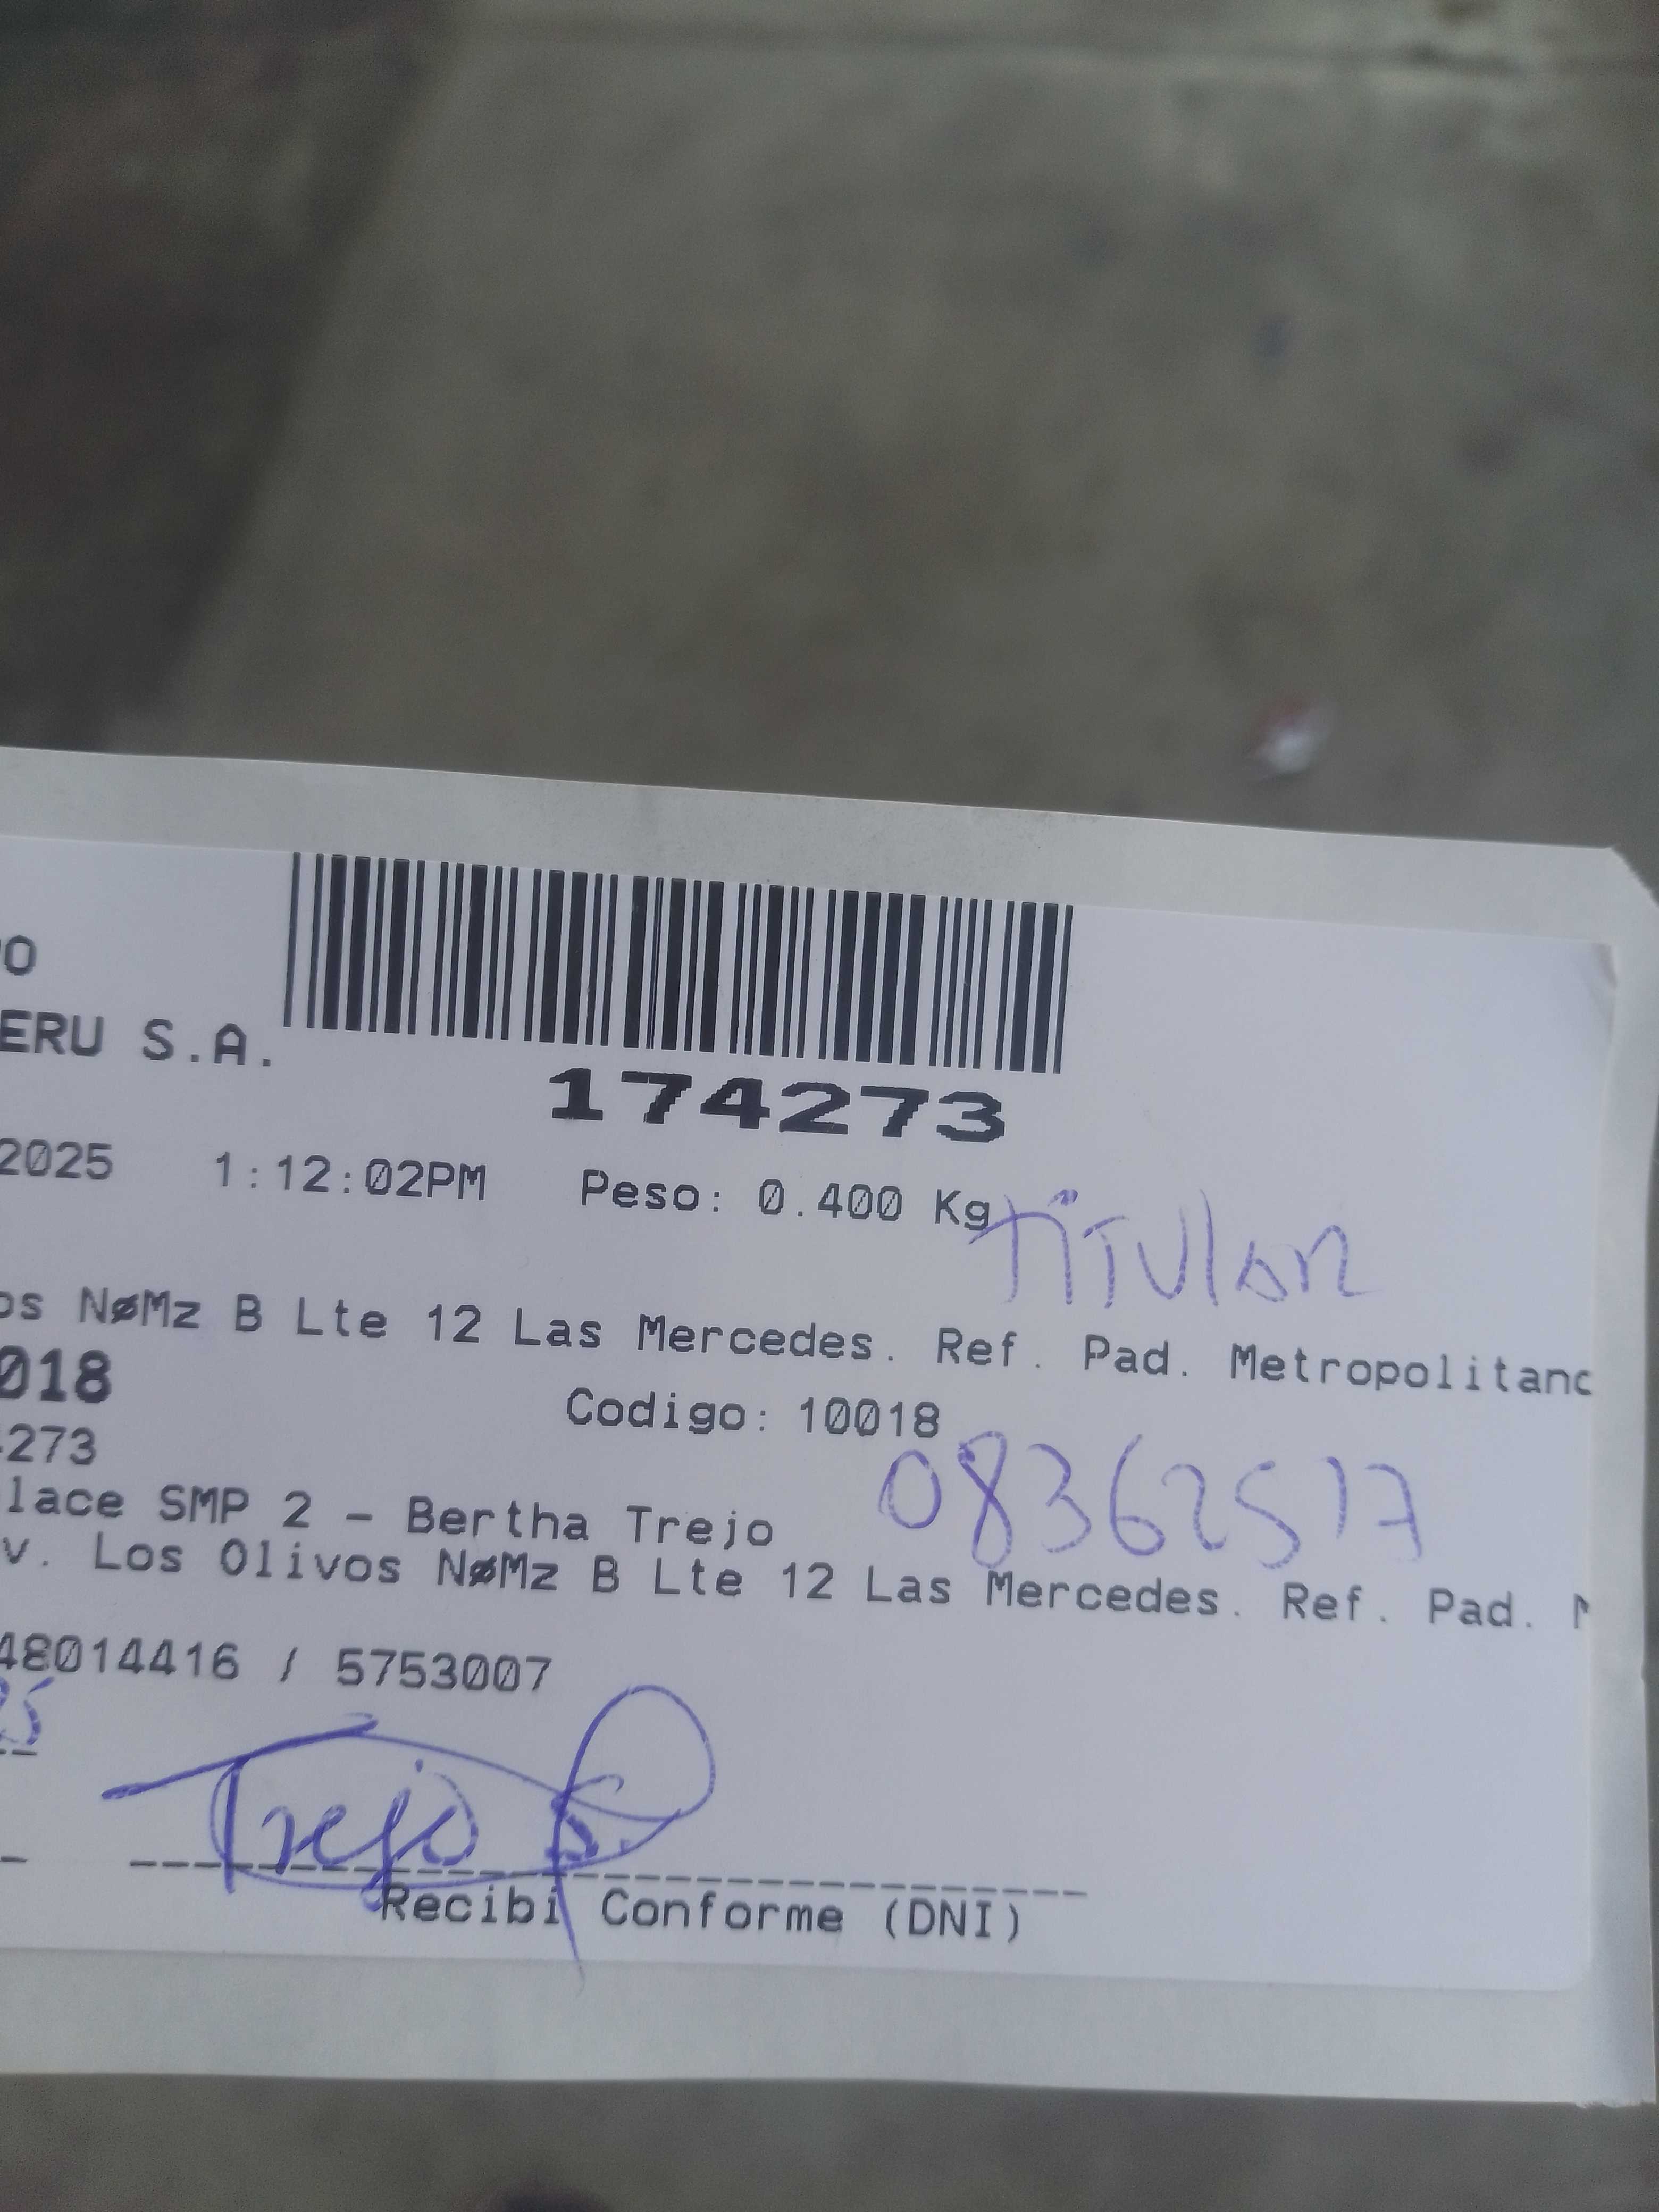 O
ERU S.A.
174273
2025 1:12:02PM Peso: 0.400 Kg
TiTUlAR
os NøMz B Lte 12 Las Mercedes. Ref. Pad. Metropolitano
018 Codigo: 10018
273
08362517
lace SMP 2 - Bertha Trejo
v. Los Olivos NøMz B Lte 12 Las Mercedes. Ref. Pad. M
48014416 / 5753007
25
Trejo
Recibi Conforme (DNI)